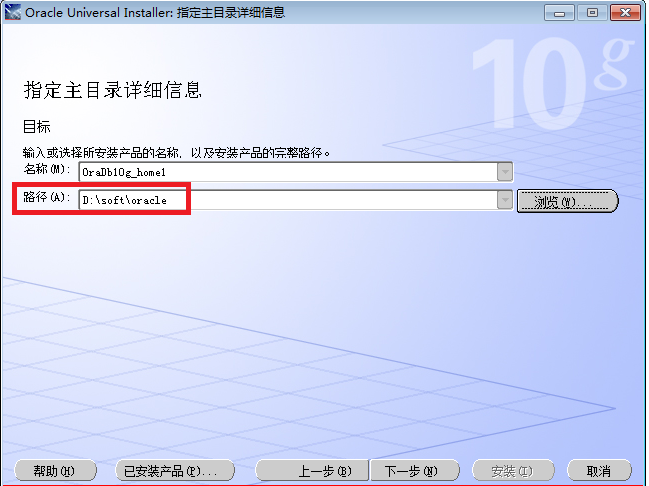 Oracle Universal Installer: 指定主目录详细信息
10g
指定主目录详细信息
目标
输入或选择所安装产品的名称，以及安装产品的完整路径。
名称(M): OraDb10g_home1
路径(A): D:\soft\oracle 浏览(W)...
帮助(H) 已安装产品(P)... 上一步(B) 下一步(N) 安装(I) 取消